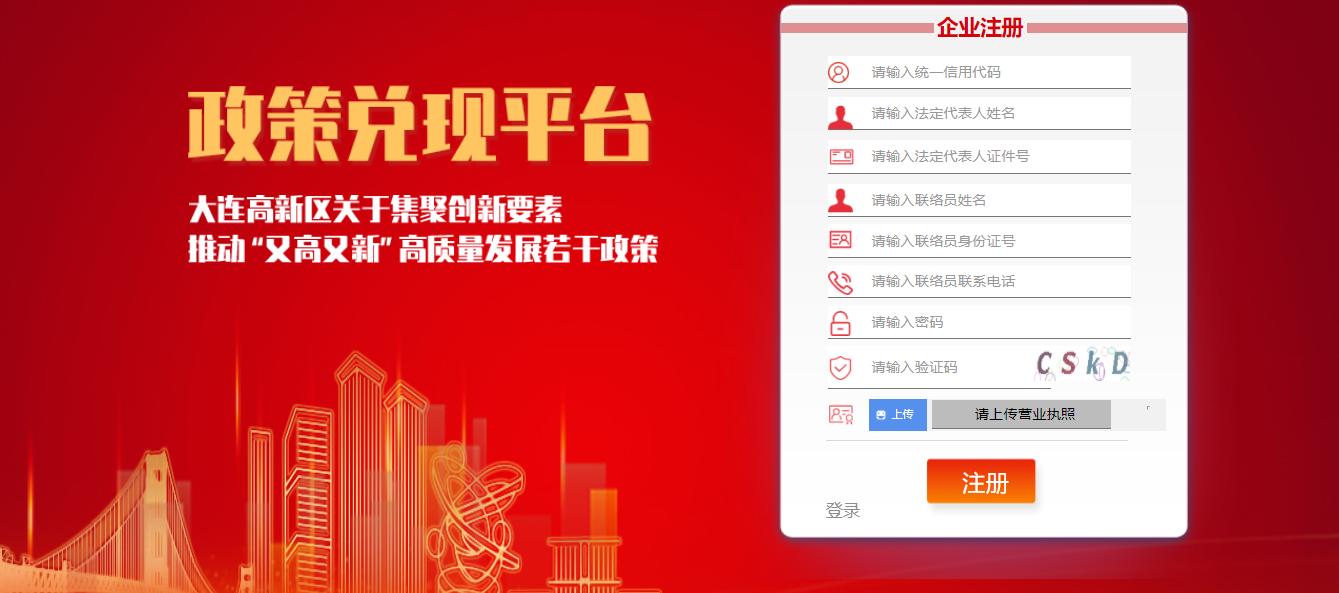 政策兑现平台
大连高新区关于集聚创新要素
推动“又高又新”高质量发展若干政策
企业注册
请输入统一信用代码
请输入法定代表人姓名
请输入法定代表人证件号
请输入联络员姓名
请输入联络员身份证号
请输入联络员联系电话
请输入密码
请输入验证码 CSkD
上传 请上传营业执照
注册
登录